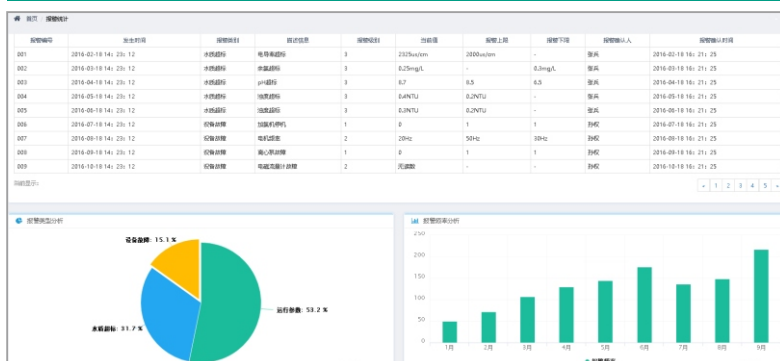 首页 / 报警统计
报警编号 发生时间 报警类别 描述信息 报警级别 当前值 报警上限 报警下限 报警确认人 报警确认时间
001 2016-02-18 14：23：12 水质超标 电导率超标 3 2325us/cm 2000us/cm - 张兵 2016-02-18 16：21：25
002 2016-03-18 14：23：12 水质超标 余氯超标 3 0.25mg/L - 0.3mg/L 张兵 2016-03-18 16：21：25
003 2016-04-18 14：23：12 水质超标 pH超标 3 8.7 8.5 6.5 张兵 2016-04-18 16：21：25
004 2016-05-18 14：23：12 水质超标 浊度超标 3 0.4NTU 0.2NTU - 张兵 2016-05-18 16：21：25
005 2016-06-18 14：23：12 水质超标 浊度超标 3 0.3NTU 0.2NTU - 张兵 2016-06-18 16：21：25
006 2016-07-18 14：23：12 设备故障 加氯机停机 1 0 1 1 孙权 2016-07-18 16：21：25
007 2016-08-18 14：23：12 设备故障 电机频率 2 20Hz 50Hz 30Hz 孙权 2016-08-18 16：21：25
008 2016-09-18 14：23：12 设备故障 离心泵故障 1 0 1 1 孙权 2016-09-18 16：21：25
009 2016-10-18 14：23：12 设备故障 电磁流量计故障 2 无读数 - - 孙权 2016-10-18 16：21：25
当前显示：
1 2 3 4 5
报警类型分析
设备故障: 15.1 %
运行参数: 53.2 %
水质超标: 31.7 %
报警频率分析
250
200
150
100
50
0
1月 2月 3月 4月 5月 6月 7月 8月 9月
报警频率